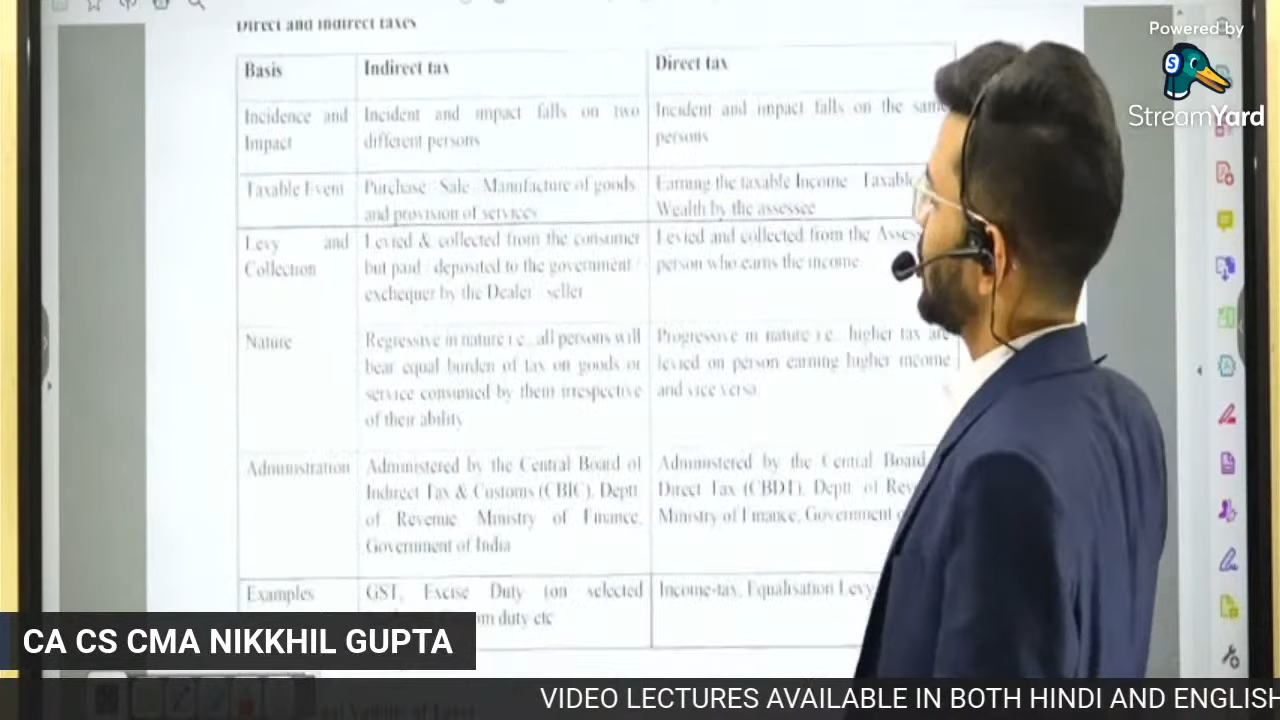 Direct and indirect taxes
Powered by
StreamYard
Basis
Indirect tax
Direct tax
Incidence and
Impact
Incident and impact falls on two
different persons
Incident and impact falls on the same
persons
Taxable Event
Purchase Sale Manufacture of goods
and provision of services
Earning the taxable Income Taxable
Wealth by the assessee
Levy and
Collection
Levied & collected from the consumer
but paid / deposited to the government /
exchequer by the Dealer seller
Levied and collected from the Asses
person who earns the income
Nature
Regressive in nature i.e., all persons will
bear equal burden of tax on goods or
service consumed by them irrespective
of their ability
Progressive in nature i.e., higher tax are
levied on person earning higher income
and vice versa
Administration
Administered by the Central Board of
Indirect Tax & Customs (CBIC), Deptt
of Revenue, Ministry of Finance,
Government of India
Administered by the Central Board
Direct Tax (CBDT), Deptt of Rev
Ministry of Finance, Government
Examples
GST, Excise Duty (on selected
duty etc
Income-tax, Equalisation Levy
CA CS CMA NIKKHIL GUPTA
VIDEO LECTURES AVAILABLE IN BOTH HINDI AND ENGLISH